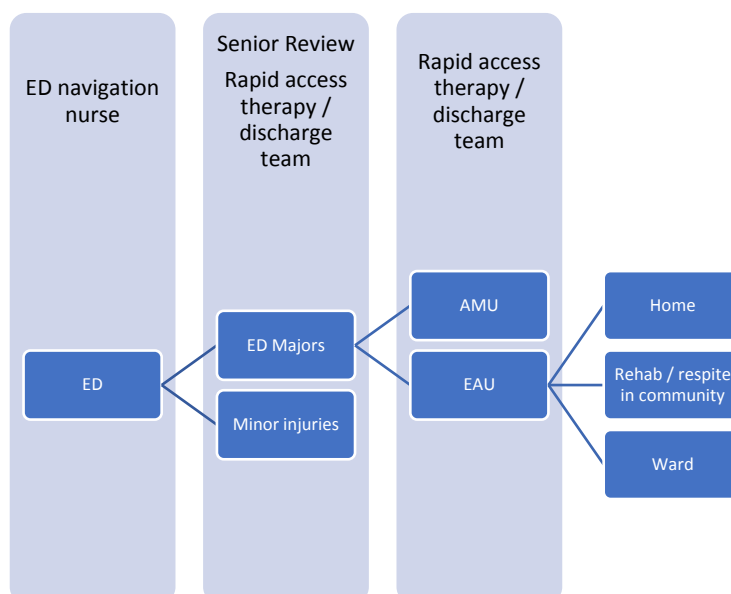 ED navigation
nurse
Senior Review
Rapid access
therapy /
discharge
team
Rapid access
therapy /
discharge
team
ED
ED Majors
Minor injuries
AMU
EAU
Home
Rehab / respite
in community
Ward